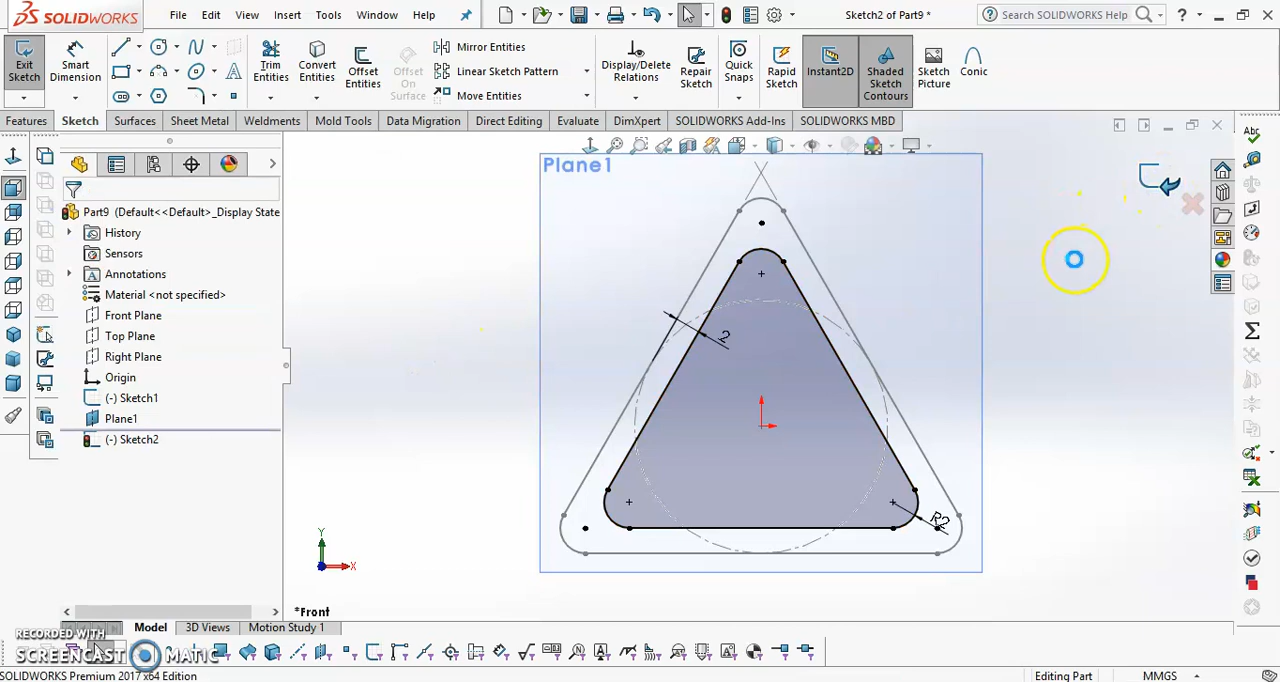 SOLIDWORKS
File Edit View Insert Tools Window Help
Sketch2 of Part9 *
Search SOLIDWORKS Help
Exit Sketch
Smart Dimension
Trim Entities
Convert Entities
Offset Entities
Offset On Surface
Mirror Entities
Linear Sketch Pattern
Move Entities
Display/Delete Relations
Repair Sketch
Quick Snaps
Rapid Sketch
Instant2D
Shaded Sketch Contours
Sketch Picture
Conic
Features Sketch Surfaces Sheet Metal Weldments Mold Tools Data Migration Direct Editing Evaluate DimXpert SOLIDWORKS Add-Ins SOLIDWORKS MBD
Plane1
Part9 (Default<<Default>_Display State
History
Sensors
Annotations
Material <not specified>
Front Plane
Top Plane
Right Plane
Origin
(-) Sketch1
Plane1
(-) Sketch2
2
R2
Y
X
*Front
Model 3D Views Motion Study 1
RECORDED WITH
SCREENCAST MATIC
SOLIDWORKS Premium 2017 x64 Edition
Editing Part
MMGS